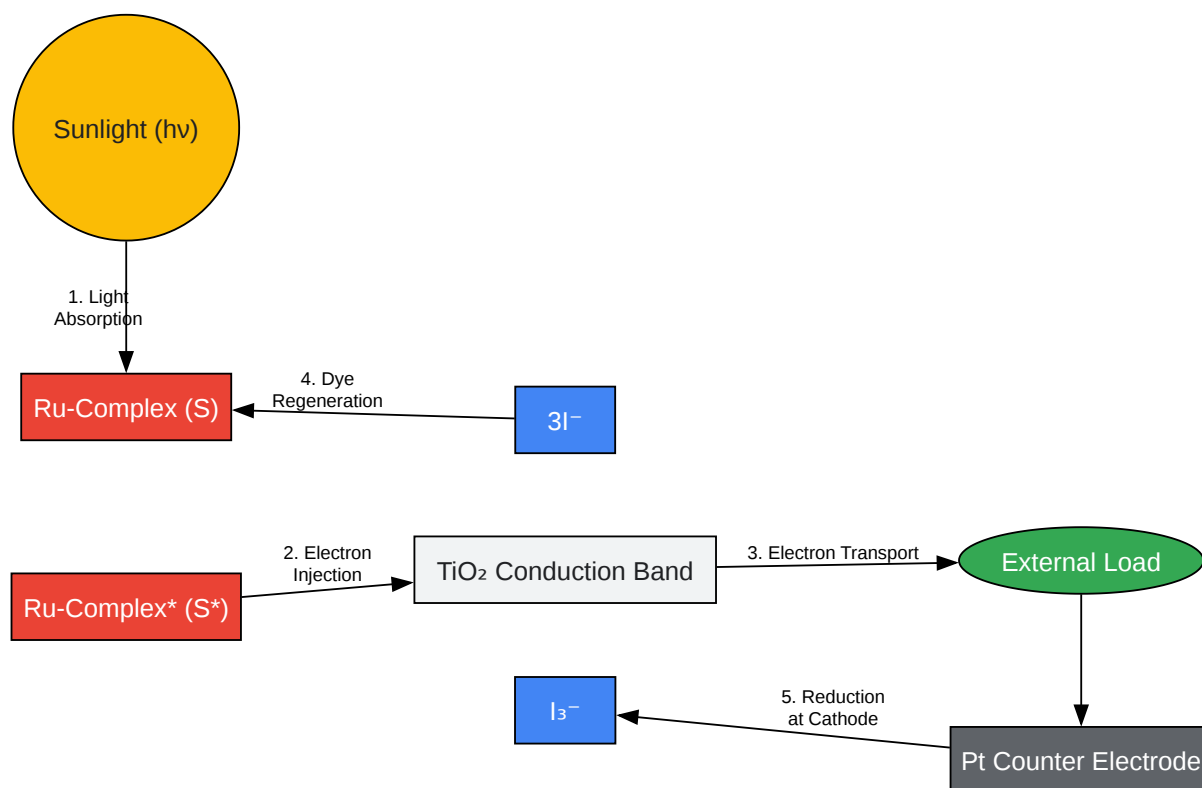 Sunlight (hν)
1. Light
Absorption
Ru-Complex (S)
4. Dye
Regeneration
3I⁻
2. Electron
Injection
TiO₂ Conduction Band
3. Electron Transport
External Load
Ru-Complex* (S*)
I₃⁻
5. Reduction
at Cathode
Pt Counter Electrode